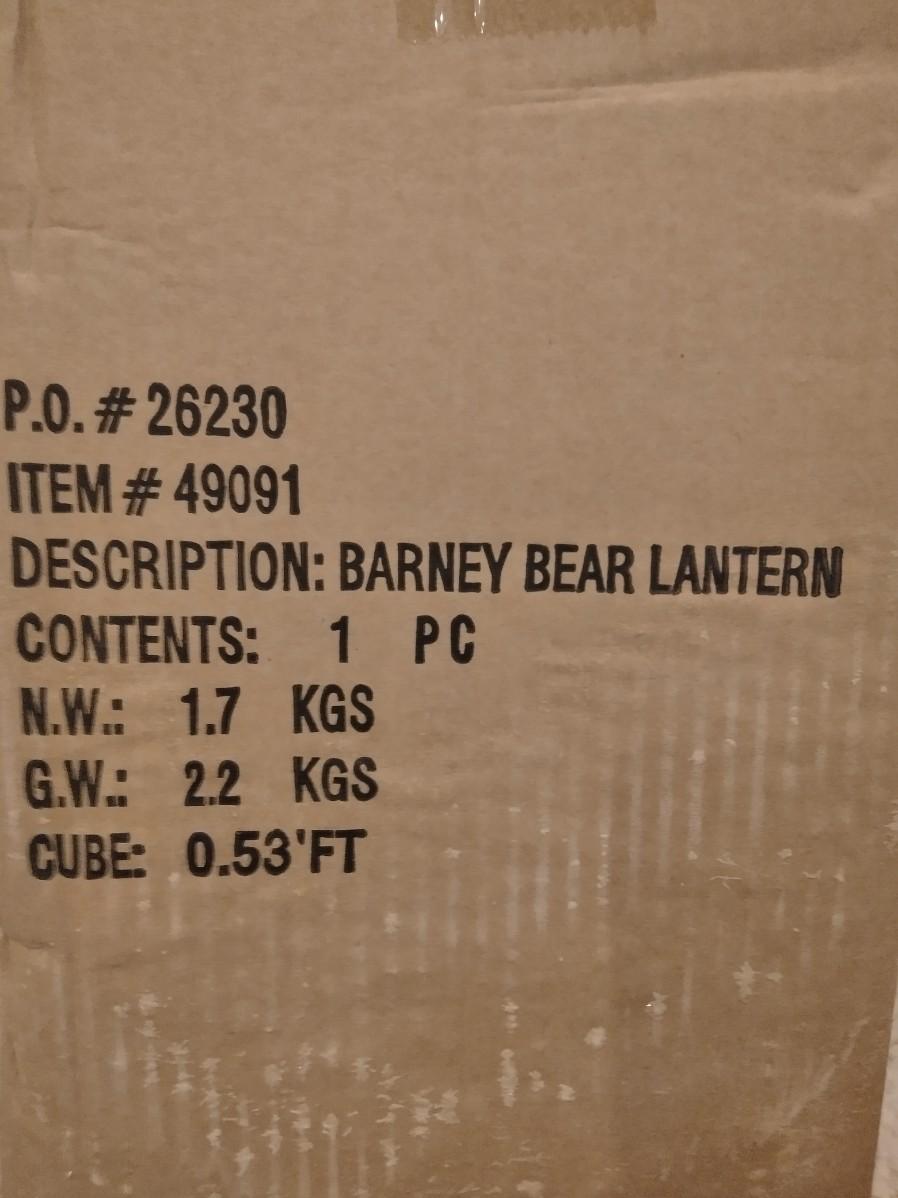 P.O. # 26230
ITEM # 49091
DESCRIPTION: BARNEY BEAR LANTERN
CONTENTS: 1 PC
N.W.: 1.7 KGS
G.W.: 2.2 KGS
CUBE: 0.53'FT